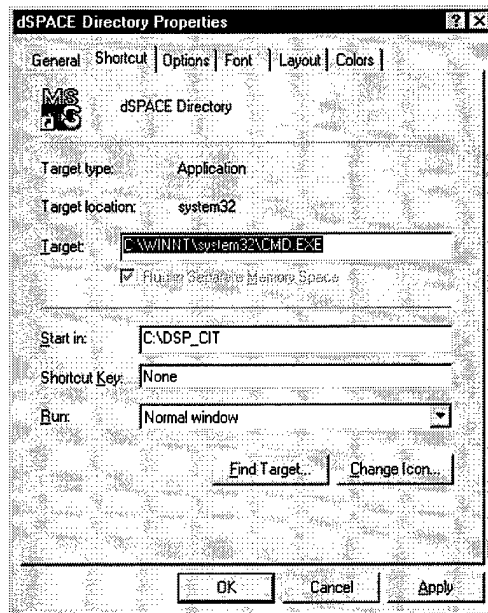 dSPACE Directory Properties
General Shortcut Options Font Layout Colors
MS
dSPACE Directory
Target type: Application
Target location: system32
Target: C:\WINNT\system32\CMD.EXE
Run in Separate Memory Space
Start in: C:\DSP_CIT
Shortcut Key: None
Run: Normal window
Find Target... Change Icon...
OK Cancel Apply